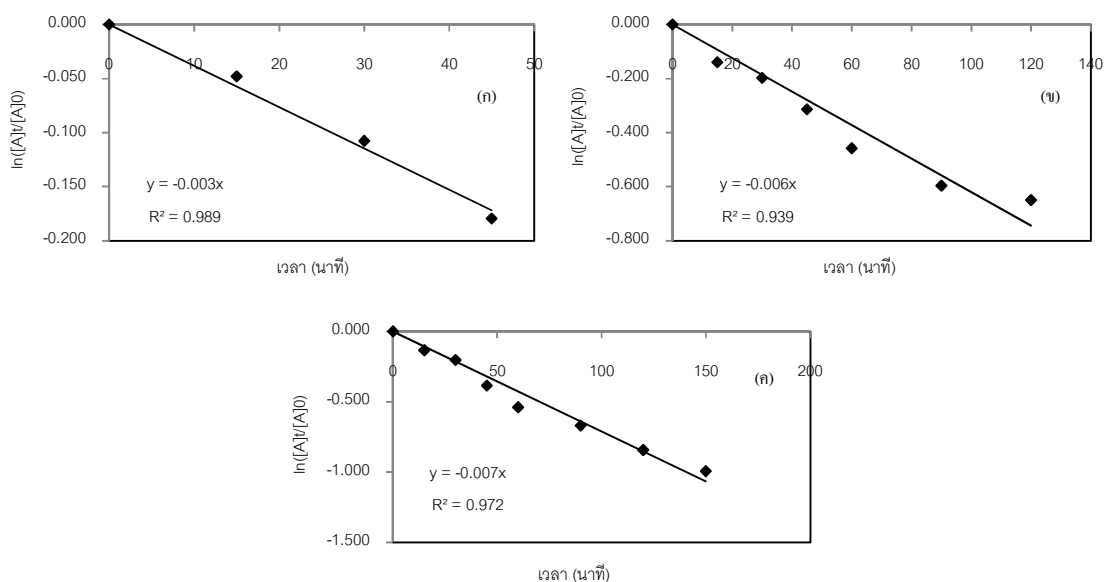 0.000
-0.050
-0.100
-0.150
-0.200
0 10 20 30 40 50
ln([A]t/[A]0)
(ก)
y = -0.003x
R² = 0.989
เวลา (นาที)
0.000
-0.200
-0.400
-0.600
-0.800
0 20 40 60 80 100 120 140
ln([A]t/[A]0)
(ข)
y = -0.006x
R² = 0.939
เวลา (นาที)
0.000
-0.500
-1.000
-1.500
0 50 100 150 200
ln([A]t/[A]0)
(ค)
y = -0.007x
R² = 0.972
เวลา (นาที)